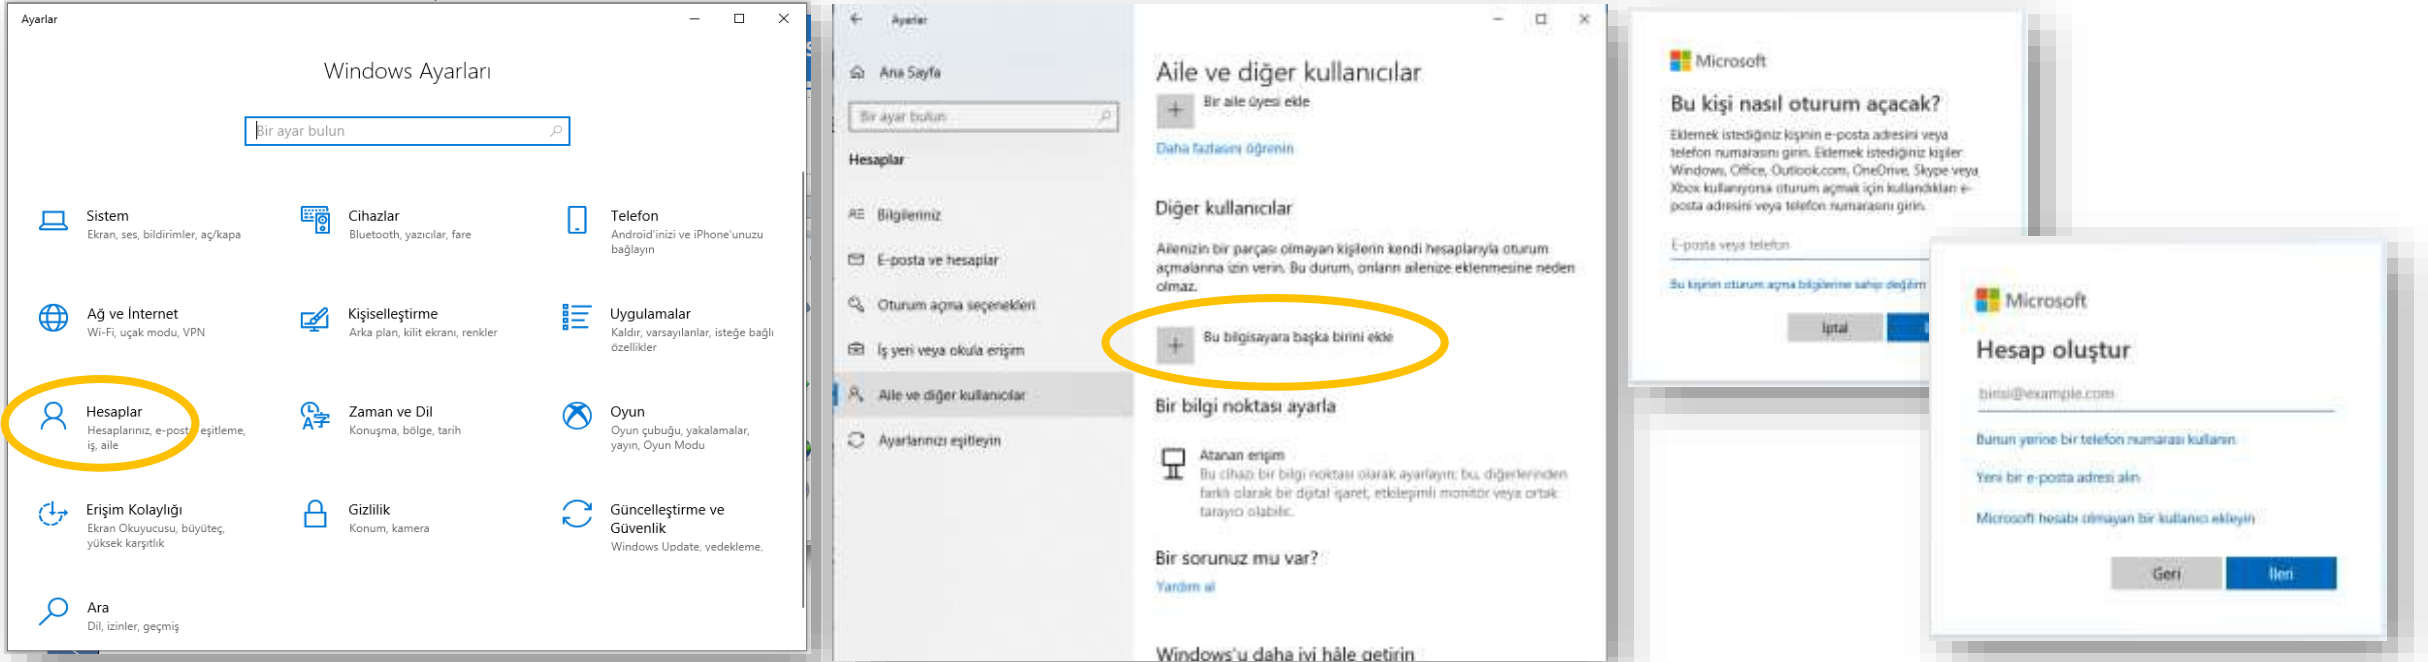 Ayarlar
Windows Ayarları
Bir ayar bulun
Sistem
Ekran, ses, bildirimler, aç/kapa
Cihazlar
Bluetooth, yazıcılar, fare
Telefon
Android'inizi ve iPhone'unuzu
bağlayın
Ağ ve İnternet
Wi-Fi, uçak modu, VPN
Kişiselleştirme
Arka plan, kilit ekranı, renkler
Uygulamalar
Kaldır, varsayılanlar, isteğe bağlı
özellikler
Hesaplar
Hesaplarınız, e-posta, eşitleme,
iş, aile
Zaman ve Dil
Konuşma, bölge, tarih
Oyun
Oyun çubuğu, yakalamalar,
yayın, Oyun Modu
Erişim Kolaylığı
Ekran Okuyucusu, büyüteç,
yüksek karşıtlık
Gizlilik
Konum, kamera
Güncelleştirme ve
Güvenlik
Windows Update, yedekleme,
Ara
Dil, izinler, geçmiş
Ayarlar
Ana Sayfa
Bir ayar bulun
Hesaplar
Bilgileriniz
E-posta ve hesaplar
Oturum açma seçenekleri
İş yeri veya okula erişim
Aile ve diğer kullanıcılar
Ayarlarınızı eşitleyin
Aile ve diğer kullanıcılar
Bir aile üyesi ekle
Daha fazlasını öğrenin
Diğer kullanıcılar
Ailenizin bir parçası olmayan kişilerin kendi hesaplarıyla oturum
açmalarına izin verin. Bu durum, onların ailenize eklenmesine neden
olmaz.
Bu bilgisayara başka birini ekle
Bir bilgi noktası ayarla
Atanan erişim
Bu cihazı bir bilgi noktası olarak ayarlayın; bu, diğerlerinden
farklı olarak bir dijital işaret, etkileşimli monitör veya ortak
tarayıcı olabilir.
Bir sorunuz mu var?
Yardım al
Windows'u daha iyi hâle getirin
Microsoft
Bu kişi nasıl oturum açacak?
Eklemek istediğiniz kişinin e-posta adresini veya
telefon numarasını girin. Eklemek istediğiniz kişiler
Windows, Office, Outlook.com, OneDrive, Skype veya
Xbox kullanıyorsa oturum açmak için kullandıkları e-
posta adresini veya telefon numarasını girin.
E-posta veya telefon
Bu kişinin oturum açma bilgilerine sahip değilim
İptal
Microsoft
Hesap oluştur
birisi@example.com
Bunun yerine bir telefon numarası kullanın
Yeni bir e-posta adresi alın
Microsoft hesabı olmayan bir kullanıcı ekleyin
Geri
İleri